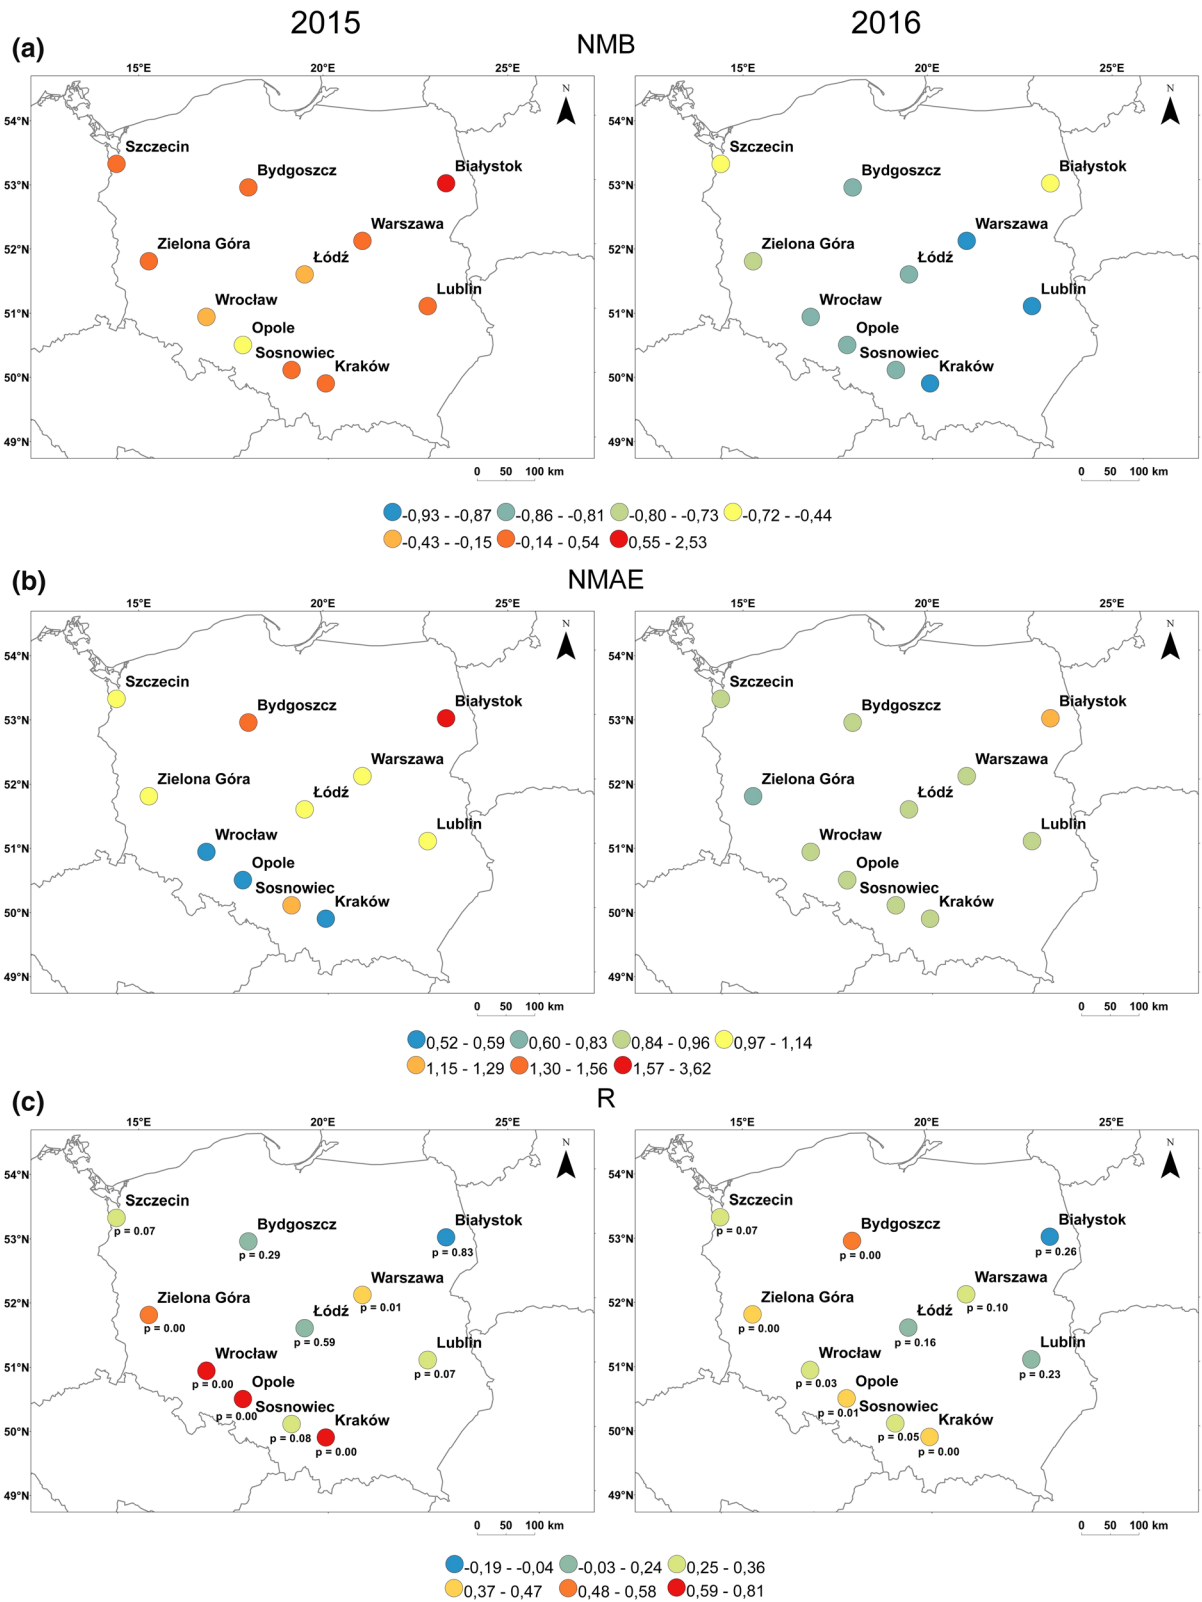 2015
2016
(a)
NMB
15°E
20°E
25°E
15°E
20°E
25°E
N
N
54°N
54°N
Szczecin
Szczecin
Bydgoszcz
Białystok
Bydgoszcz
Białystok
53°N
53°N
Warszawa
Warszawa
Zielona Góra
Zielona Góra
52°N
52°N
Łódź
Łódź
Wrocław
Lublin
Wrocław
Lublin
51°N
51°N
Opole
Opole
Sosnowiec
Sosnowiec
Kraków
Kraków
50°N
50°N
49°N
49°N
0 50 100 km
0 50 100 km
-0,93 - -0,87
-0,86 - -0,81
-0,80 - -0,73
-0,72 - -0,44
-0,43 - -0,15
-0,14 - 0,54
0,55 - 2,53
(b)
NMAE
15°E
20°E
25°E
15°E
20°E
25°E
N
N
54°N
54°N
Szczecin
Szczecin
Bydgoszcz
Białystok
Bydgoszcz
Białystok
53°N
53°N
Warszawa
Warszawa
Zielona Góra
Zielona Góra
52°N
52°N
Łódź
Łódź
Wrocław
Lublin
Wrocław
Lublin
51°N
51°N
Opole
Opole
Sosnowiec
Sosnowiec
Kraków
Kraków
50°N
50°N
49°N
49°N
0 50 100 km
0 50 100 km
0,52 - 0,59
0,60 - 0,83
0,84 - 0,96
0,97 - 1,14
1,15 - 1,29
1,30 - 1,56
1,57 - 3,62
(c)
R
15°E
20°E
25°E
15°E
20°E
25°E
N
N
54°N
54°N
Szczecin
p = 0.07
Szczecin
p = 0.07
Bydgoszcz
p = 0.29
Białystok
p = 0.83
Bydgoszcz
p = 0.00
Białystok
p = 0.26
53°N
53°N
Warszawa
p = 0.01
Warszawa
p = 0.10
Zielona Góra
p = 0.00
Zielona Góra
p = 0.00
52°N
52°N
Łódź
p = 0.59
Łódź
p = 0.16
Wrocław
p = 0.00
Lublin
p = 0.07
Wrocław
p = 0.03
Lublin
p = 0.23
51°N
51°N
Opole
p = 0.00
Opole
p = 0.01
Sosnowiec
p = 0.08
Sosnowiec
p = 0.05
Kraków
p = 0.00
Kraków
p = 0.00
50°N
50°N
49°N
49°N
0 50 100 km
0 50 100 km
-0,19 - -0,04
-0,03 - 0,24
0,25 - 0,36
0,37 - 0,47
0,48 - 0,58
0,59 - 0,81